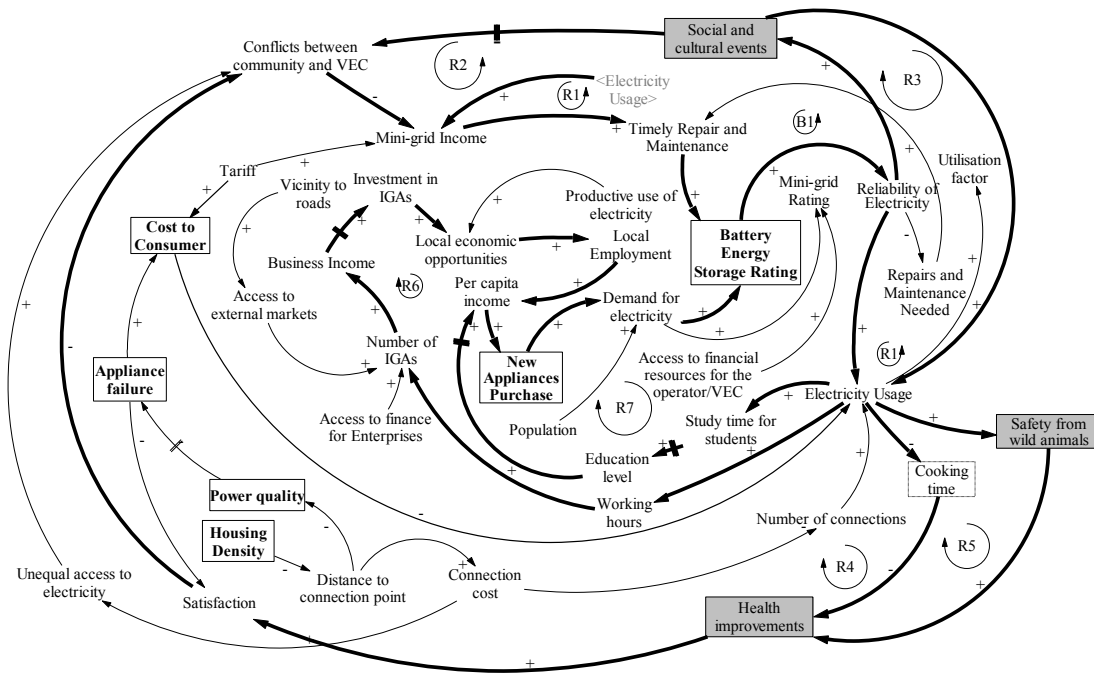 Social and
cultural events
Conflicts between
community and VEC
R2
R3
+
-
+
R1
<Electricity
Usage>
+
+
B1
Mini-grid Income
+
Timely Repair and
Maintenance
Utilisation
factor
+
Tariff
+
Vicinity to
roads
Investment in
IGAs
Productive use of
electricity
Mini-grid
Rating
Reliability of
Electricity
Cost to
Consumer
Local economic
opportunities
Local
Employment
Battery
Energy
Storage Rating
-
Business Income
R6
Per capita
income
Demand for
electricity
Repairs and
Maintenance
Needed
Access to
external markets
Number of
IGAs
R1
Appliance
failure
New
Appliances
Purchase
Access to financial
resources for the
operator/VEC
R7
Electricity Usage
Access to finance
for Enterprises
Population
Study time for
students
Safety from
wild animals
Education
level
Cooking
time
Power quality
Working
hours
Number of connections
Housing
Density
R5
R4
Unequal access to
electricity
Distance to
connection point
Connection
cost
Satisfaction
Health
improvements
+